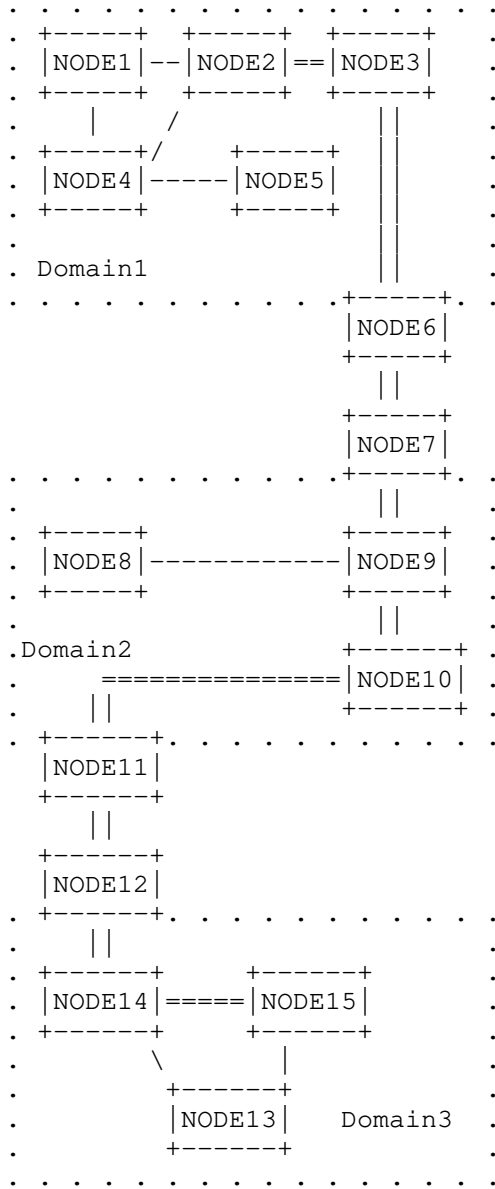 NODE1 NODE2 NODE3
NODE4 NODE5
Domain1
NODE6
NODE7
NODE8 NODE9
Domain2
NODE10
NODE11
NODE12
NODE14 NODE15
NODE13 Domain3